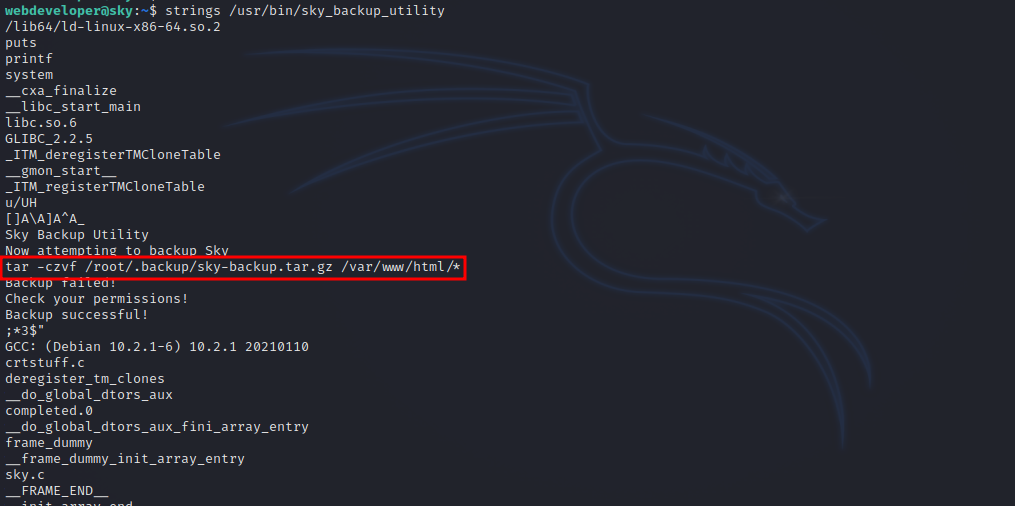 webdeveloper@sky:~$ strings /usr/bin/sky_backup_utility
/lib64/ld-linux-x86-64.so.2
puts
printf
system
__cxa_finalize
__libc_start_main
libc.so.6
GLIBC_2.2.5
_ITM_deregisterTMCloneTable
__gmon_start__
_ITM_registerTMCloneTable
u/UH
[]A\A]A^A_
Sky Backup Utility
Now attempting to backup Sky
tar -czvf /root/.backup/sky-backup.tar.gz /var/www/html/*
Backup failed!
Check your permissions!
Backup successful!
;*3$"
GCC: (Debian 10.2.1-6) 10.2.1 20210110
crtstuff.c
deregister_tm_clones
__do_global_dtors_aux
completed.0
__do_global_dtors_aux_fini_array_entry
frame_dummy
__frame_dummy_init_array_entry
sky.c
__FRAME_END__
__init_array_end